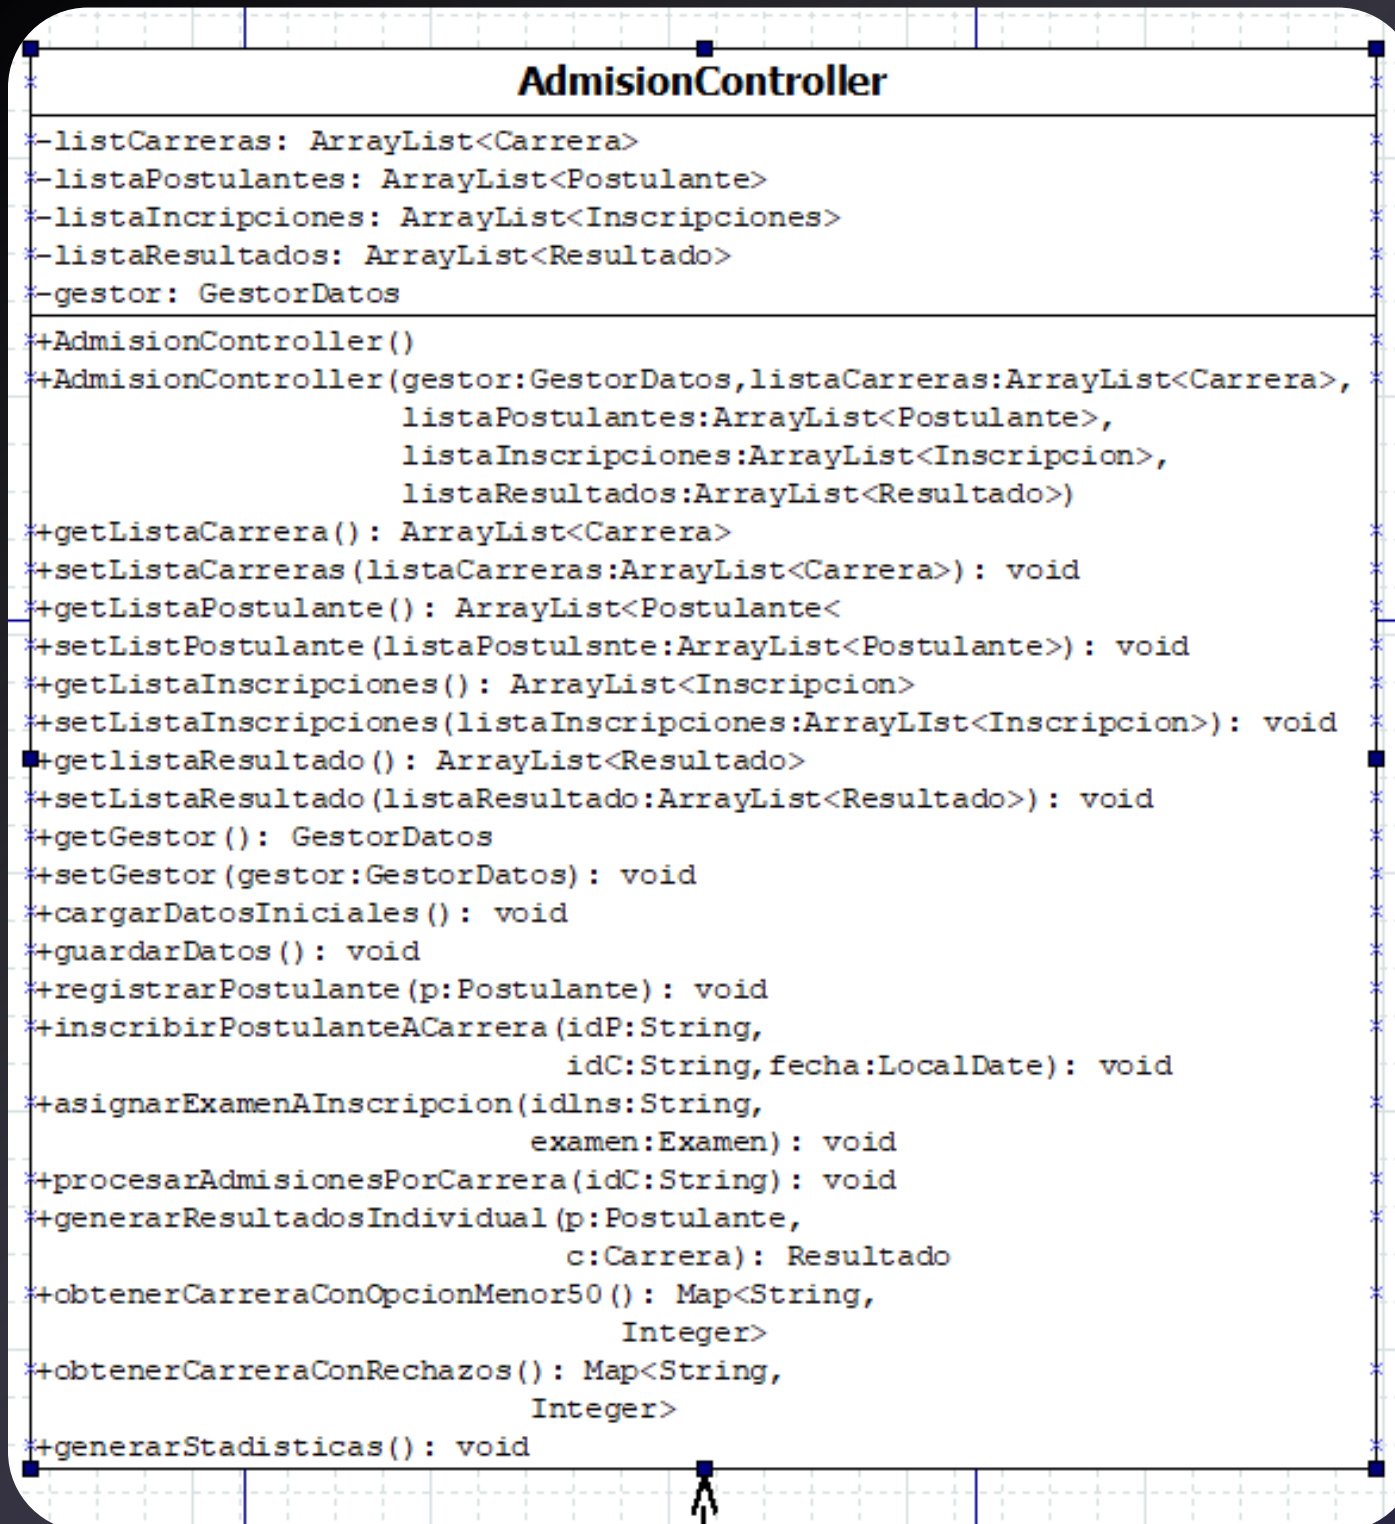 AdmisionController
-listCarreras: ArrayList<Carrera>
-listaPostulantes: ArrayList<Postulante>
-listaIncripciones: ArrayList<Inscripciones>
-listaResultados: ArrayList<Resultado>
-gestor: GestorDatos
+AdmisionController()
+AdmisionController(gestor:GestorDatos,listaCarreras:ArrayList<Carrera>,
listaPostulantes:ArrayList<Postulante>,
listaInscripciones:ArrayList<Inscripcion>,
listaResultados:ArrayList<Resultado>)
+getListaCarrera(): ArrayList<Carrera>
+setListaCarreras(listaCarreras:ArrayList<Carrera>): void
+getListaPostulante(): ArrayList<Postulante<
+setListPostulante(listaPostulsnte:ArrayList<Postulante>): void
+getListaInscripciones(): ArrayList<Inscripcion>
+setListaInscripciones(listaInscripciones:ArrayLIst<Inscripcion>): void
+getlistaResultado(): ArrayList<Resultado>
+setListaResultado(listaResultado:ArrayList<Resultado>): void
+getGestor(): GestorDatos
+setGestor(gestor:GestorDatos): void
+cargarDatosIniciales(): void
+guardarDatos(): void
+registrarPostulante(p:Postulante): void
+inscribirPostulanteACarrera(idP:String,
idC:String,fecha:LocalDate): void
+asignarExamenAInscripcion(idlns:String,
examen:Examen): void
+procesarAdmisionesPorCarrera(idC:String): void
+generarResultadosIndividual(p:Postulante,
c:Carrera): Resultado
+obtenerCarreraConOpcionMenor50(): Map<String,
Integer>
+obtenerCarreraConRechazos(): Map<String,
Integer>
+generarStadisticas(): void